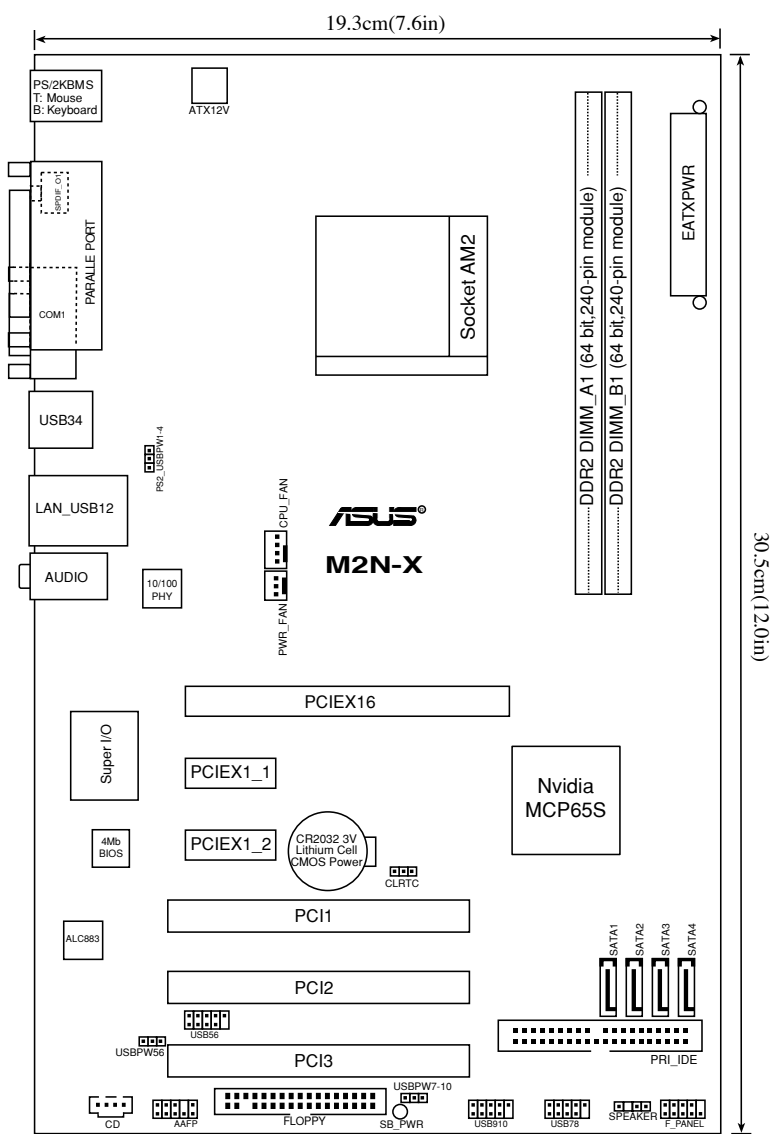 19.3cm(7.6in)
PS/2KBMS
T: Mouse
B: Keyboard
ATX12V
SPDIF_O1
PARALLE PORT
COM1
Socket AM2
DDR2 DIMM_A1 (64 bit,240-pin module)
DDR2 DIMM_B1 (64 bit,240-pin module)
EATXPWR
USB34
PS2_USBPW1-4
LAN_USB12
CPU_FAN
ASUS®
M2N-X
AUDIO
10/100
PHY
PWR_FAN
30.5cm(12.0in)
PCIEX16
Super I/O
PCIEX1_1
Nvidia
MCP65S
4Mb
BIOS
PCIEX1_2
CR2032 3V
Lithium Cell
CMOS Power
CLRTC
PCI1
ALC883
SATA1
SATA2
SATA3
SATA4
PCI2
USB56
USBPW56
PCI3
PRI_IDE
USBPW7-10
CD
AAFP
FLOPPY
SB_PWR
USB910
USB78
SPEAKER
F_PANEL